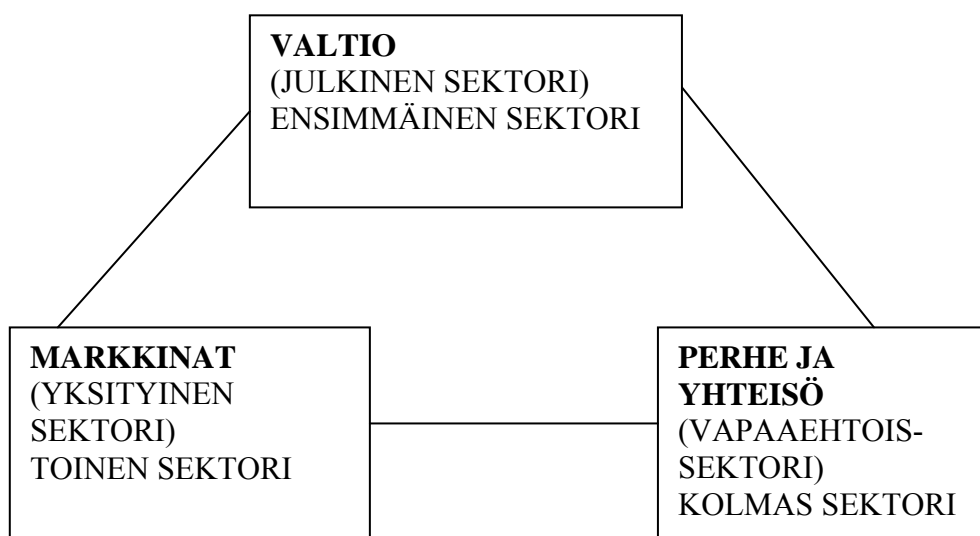 VALTIO
(JULKINEN SEKTORI)
ENSIMMÄINEN SEKTORI
MARKKINAT
(YKSITYINEN
SEKTORI)
TOINEN SEKTORI
PERHE JA
YHTEISÖ
(VAPAAEHTOIS-
SEKTORI)
KOLMAS SEKTORI